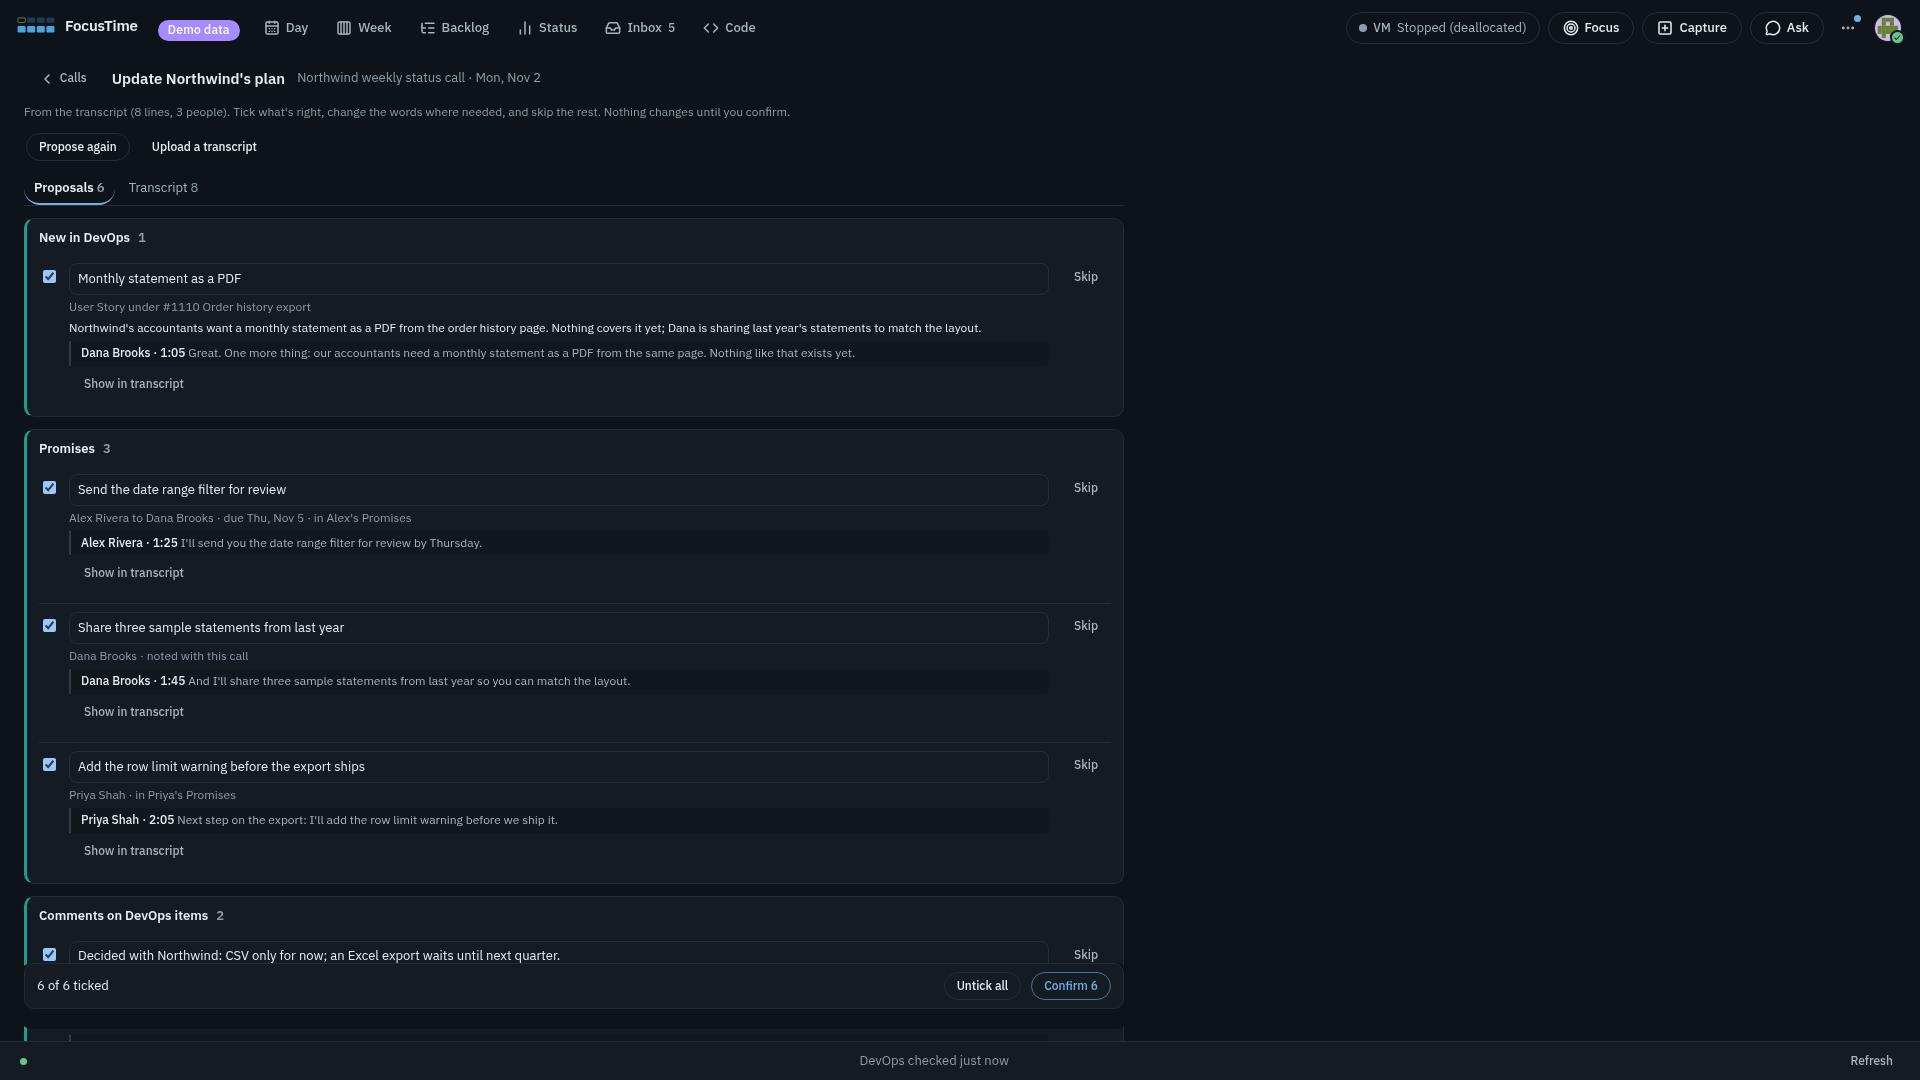 FocusTime Demo data Day Week Backlog Status Inbox 5 Code VM Stopped (deallocated) Focus Capture Ask
Calls Update Northwind's plan Northwind weekly status call · Mon, Nov 2
From the transcript (8 lines, 3 people). Tick what's right, change the words where needed, and skip the rest. Nothing changes until you confirm.
Propose again Upload a transcript
Proposals 6 Transcript 8
New in DevOps 1
Monthly statement as a PDF Skip
User Story under #1110 Order history export
Northwind's accountants want a monthly statement as a PDF from the order history page. Nothing covers it yet; Dana is sharing last year's statements to match the layout.
Dana Brooks · 1:05 Great. One more thing: our accountants need a monthly statement as a PDF from the same page. Nothing like that exists yet.
Show in transcript
Promises 3
Send the date range filter for review Skip
Alex Rivera to Dana Brooks · due Thu, Nov 5 · in Alex's Promises
Alex Rivera · 1:25 I'll send you the date range filter for review by Thursday.
Show in transcript
Share three sample statements from last year Skip
Dana Brooks · noted with this call
Dana Brooks · 1:45 And I'll share three sample statements from last year so you can match the layout.
Show in transcript
Add the row limit warning before the export ships Skip
Priya Shah · in Priya's Promises
Priya Shah · 2:05 Next step on the export: I'll add the row limit warning before we ship it.
Show in transcript
Comments on DevOps items 2
Decided with Northwind: CSV only for now; an Excel export waits until next quarter. Skip
6 of 6 ticked Untick all Confirm 6
DevOps checked just now Refresh